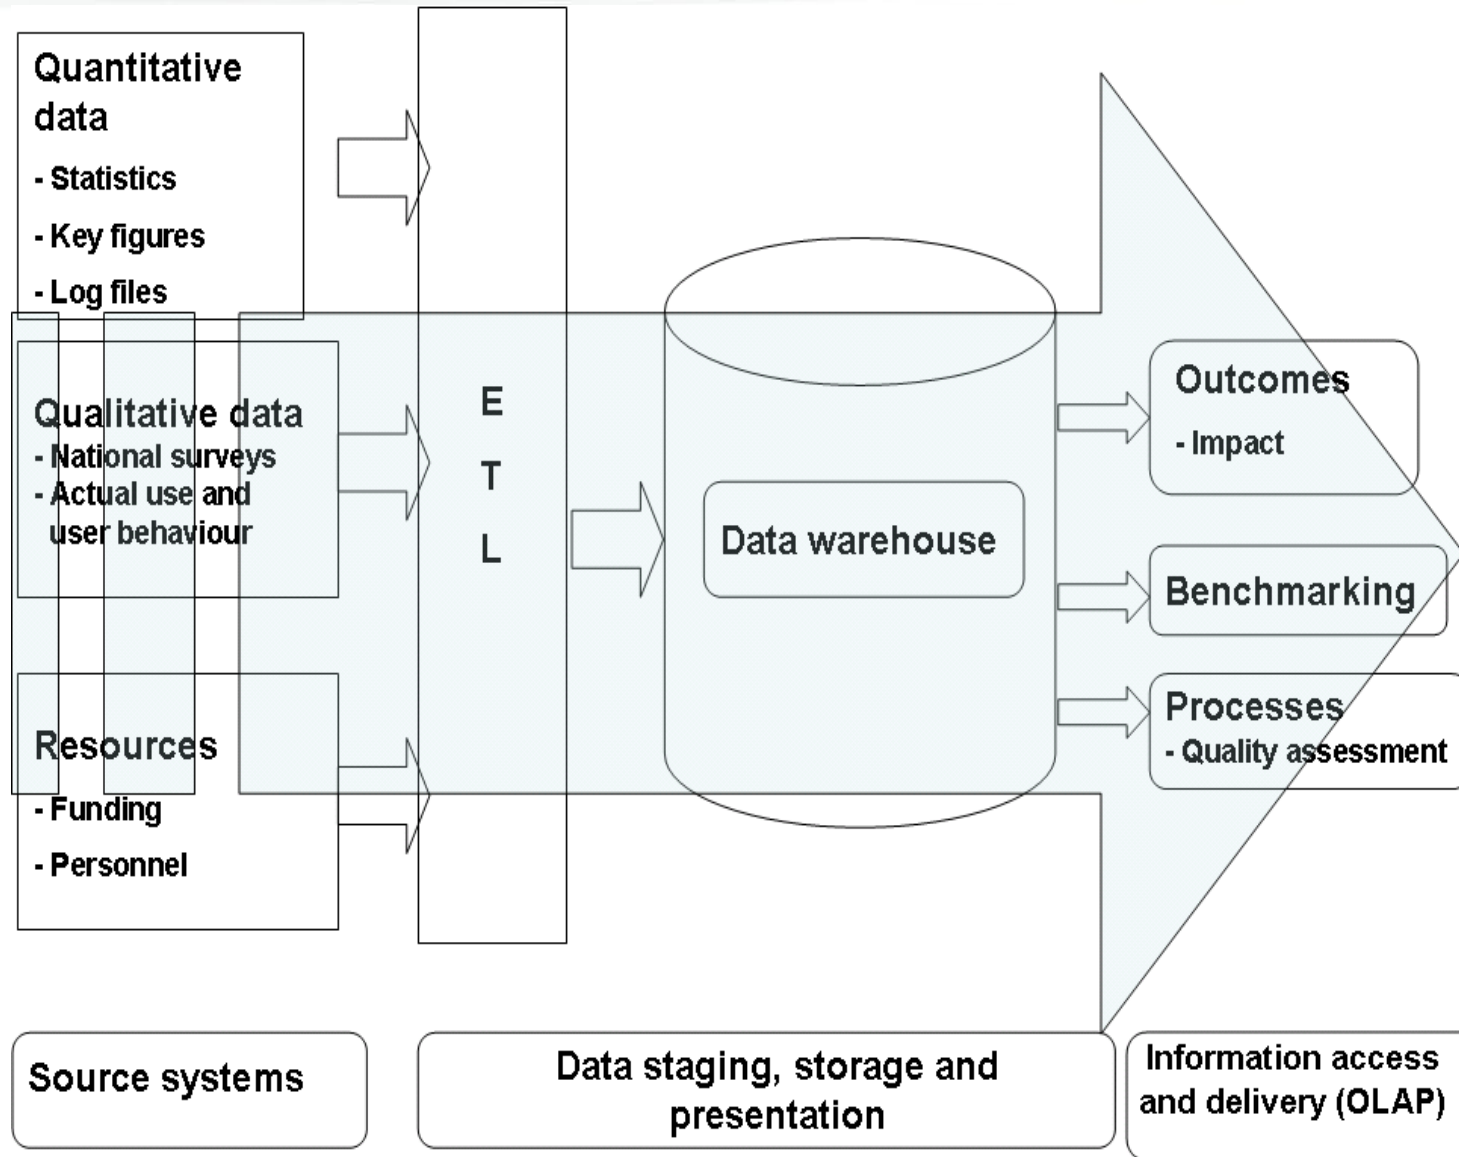 Quantitative
data
- Statistics
- Key figures
- Log files
Qualitative data
- National surveys
- Actual use and
user behaviour
Resources
- Funding
- Personnel
E
T
L
Data warehouse
Outcomes
- Impact
Benchmarking
Processes
- Quality assessment
Source systems
Data staging, storage and
presentation
Information access
and delivery (OLAP)